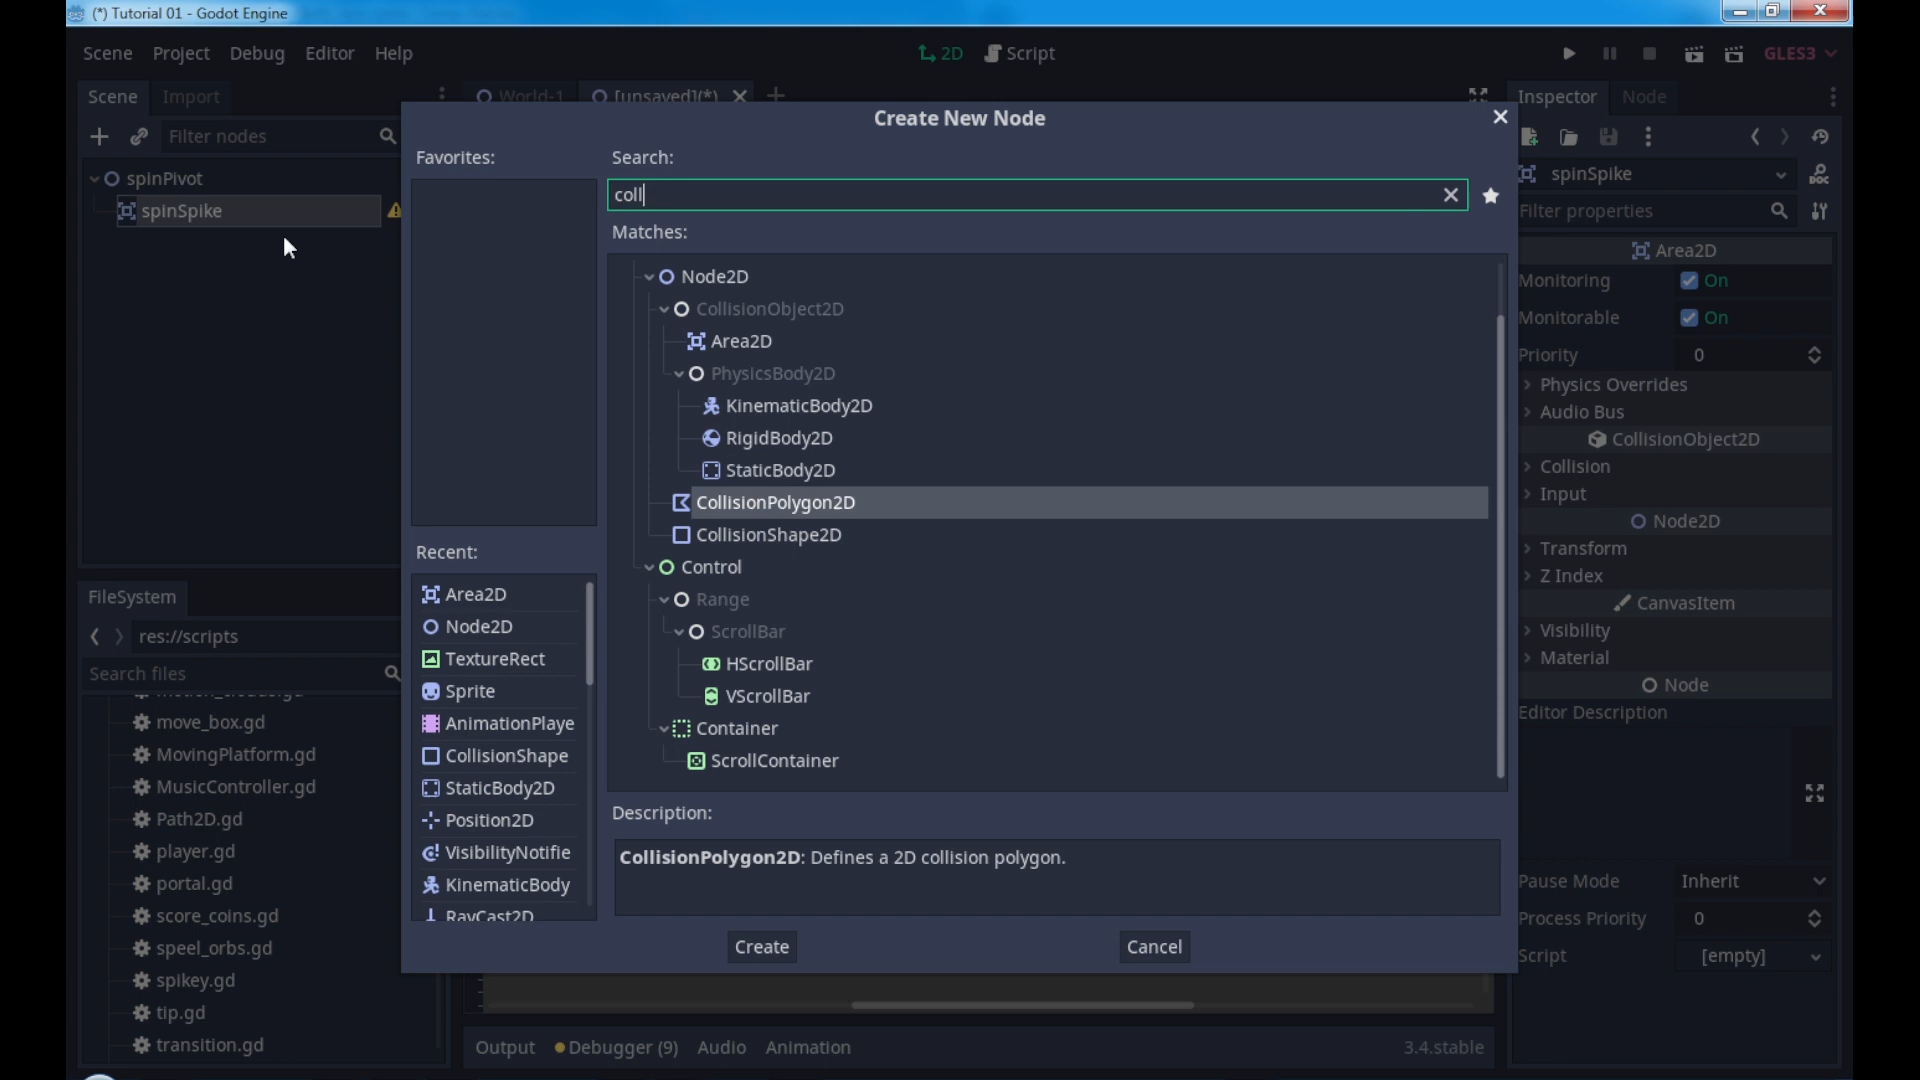 (*) Tutorial 01 - Godot Engine
Scene Project Debug Editor Help
2D Script
GLES3
Scene Import
World-1 [unsaved](*)
Inspector Node
Filter nodes
spinPivot
spinSpike
Create New Node
Favorites:
Search:
coll
Matches:
Node2D
CollisionObject2D
Area2D
PhysicsBody2D
KinematicBody2D
RigidBody2D
StaticBody2D
CollisionPolygon2D
CollisionShape2D
Control
Range
ScrollBar
HScrollBar
VScrollBar
Container
ScrollContainer
Recent:
Area2D
Node2D
TextureRect
Sprite
AnimationPlaye
CollisionShape
StaticBody2D
Position2D
VisibilityNotifie
KinematicBody
RayCast2D
Description:
CollisionPolygon2D: Defines a 2D collision polygon.
Create Cancel
FileSystem
res://scripts
Search files
move_box.gd
MovingPlatform.gd
MusicController.gd
Path2D.gd
player.gd
portal.gd
score_coins.gd
speel_orbs.gd
spikey.gd
tip.gd
transition.gd
spinSpike
DOC
Filter properties
Area2D
Monitoring On
Monitorable On
Priority 0
Physics Overrides
Audio Bus
CollisionObject2D
Collision
Input
Node2D
Transform
Z Index
CanvasItem
Visibility
Material
Node
Editor Description
Pause Mode Inherit
Process Priority 0
Script [empty]
Output Debugger (9) Audio Animation 3.4.stable